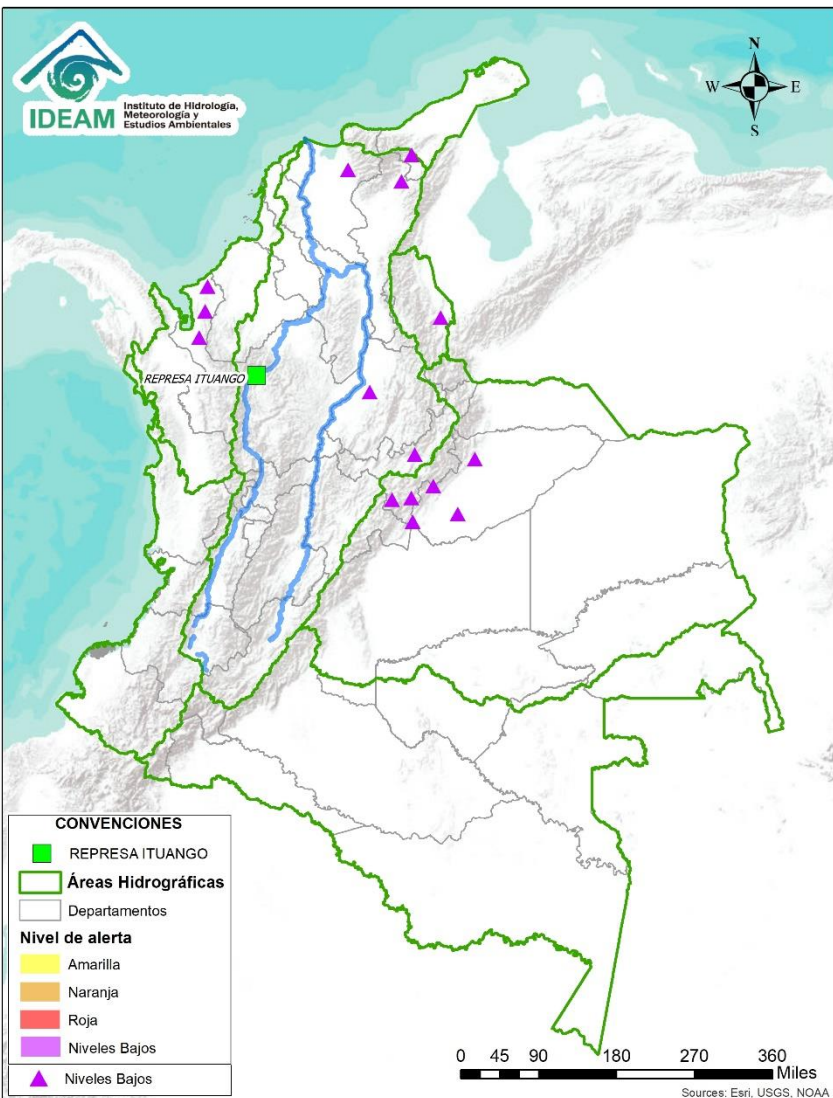 IDEAM
Instituto de Hidrología,
Meteorología y
Estudios Ambientales
N
W
E
S
REPRESA ITUANGO
CONVENCIONES
REPRESA ITUANGO
Áreas Hidrográficas
Departamentos
Nivel de alerta
Amarilla
Naranja
Roja
Niveles Bajos
Niveles Bajos
0 45 90 180 270 360
Miles
Sources: Esri, USGS, NOAA